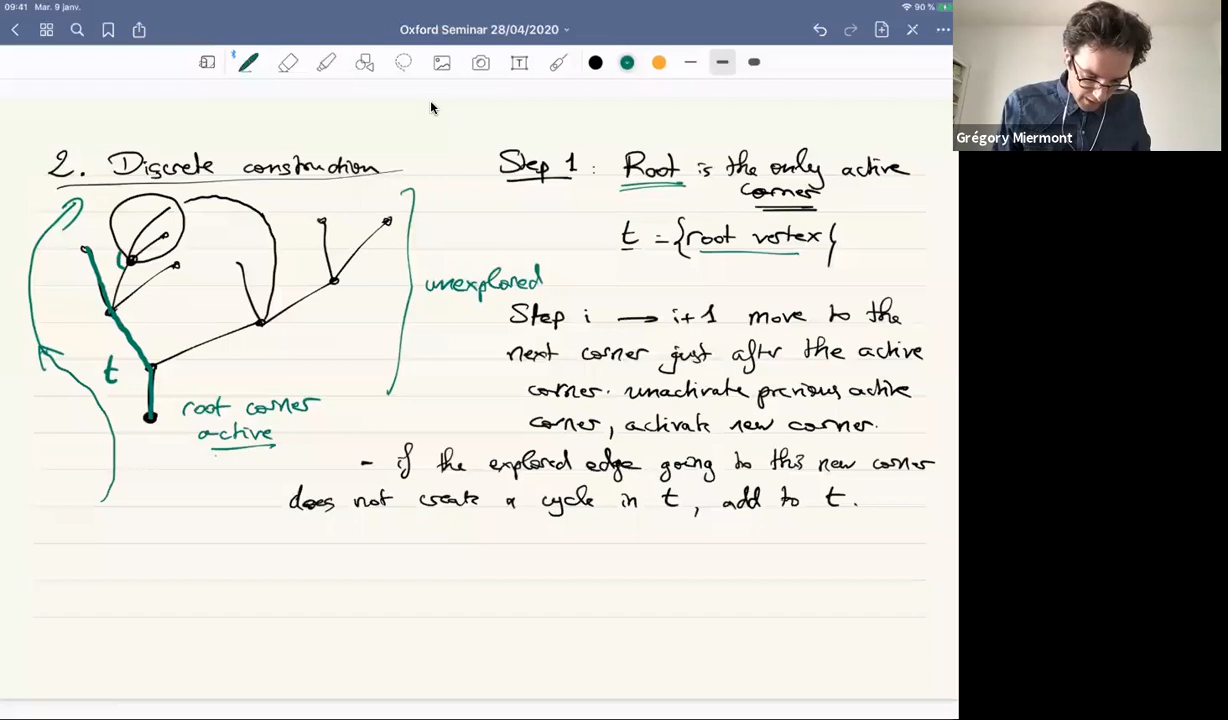 09:41 Mar. 9 janv.
90 %
Oxford Seminar 28/04/2020
Grégory Miermont
2. Discrete construction
Step 1 : Root is the only active
corner
t = {root vertex}
unexplored
Step i → i+1 move to the
next corner just after the active
corner. unactivate previous active
corner, activate new corner.
t
root corner
active
- if the explored edge going to this new corner
does not create a cycle in t, add to t.